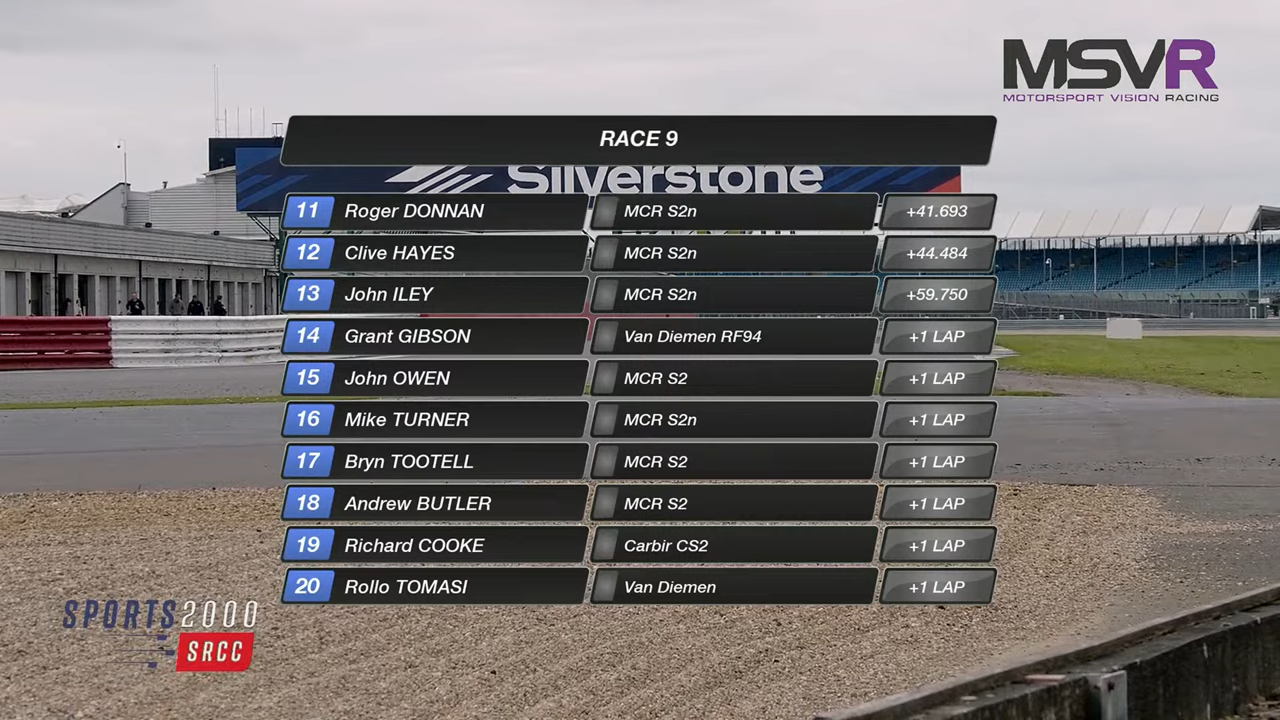 MSVR
MOTORSPORT VISION RACING
RACE 9
Silverstone
11 Roger DONNAN MCR S2n +41.693
12 Clive HAYES MCR S2n +44.484
13 John ILEY MCR S2n +59.750
14 Grant GIBSON Van Diemen RF94 +1 LAP
15 John OWEN MCR S2 +1 LAP
16 Mike TURNER MCR S2n +1 LAP
17 Bryn TOOTELL MCR S2 +1 LAP
18 Andrew BUTLER MCR S2 +1 LAP
19 Richard COOKE Carbir CS2 +1 LAP
20 Rollo TOMASI Van Diemen +1 LAP
SPORTS2000
SRCC